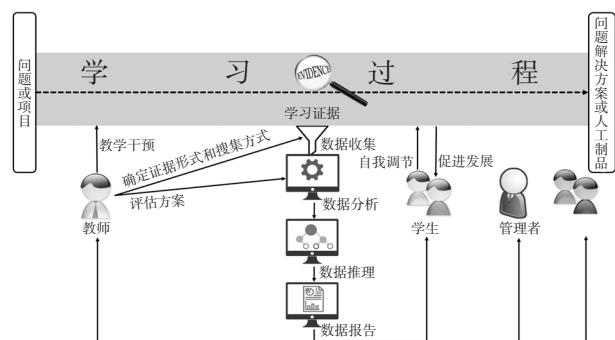 问题或项目
学习过程
EVIDENCE
问题解决方案或人工制品
学习证据
教学干预
确定证据形式和搜集方式
数据收集
自我调节
促进发展
评估方案
教师
数据分析
学生
管理者
数据推理
数据报告